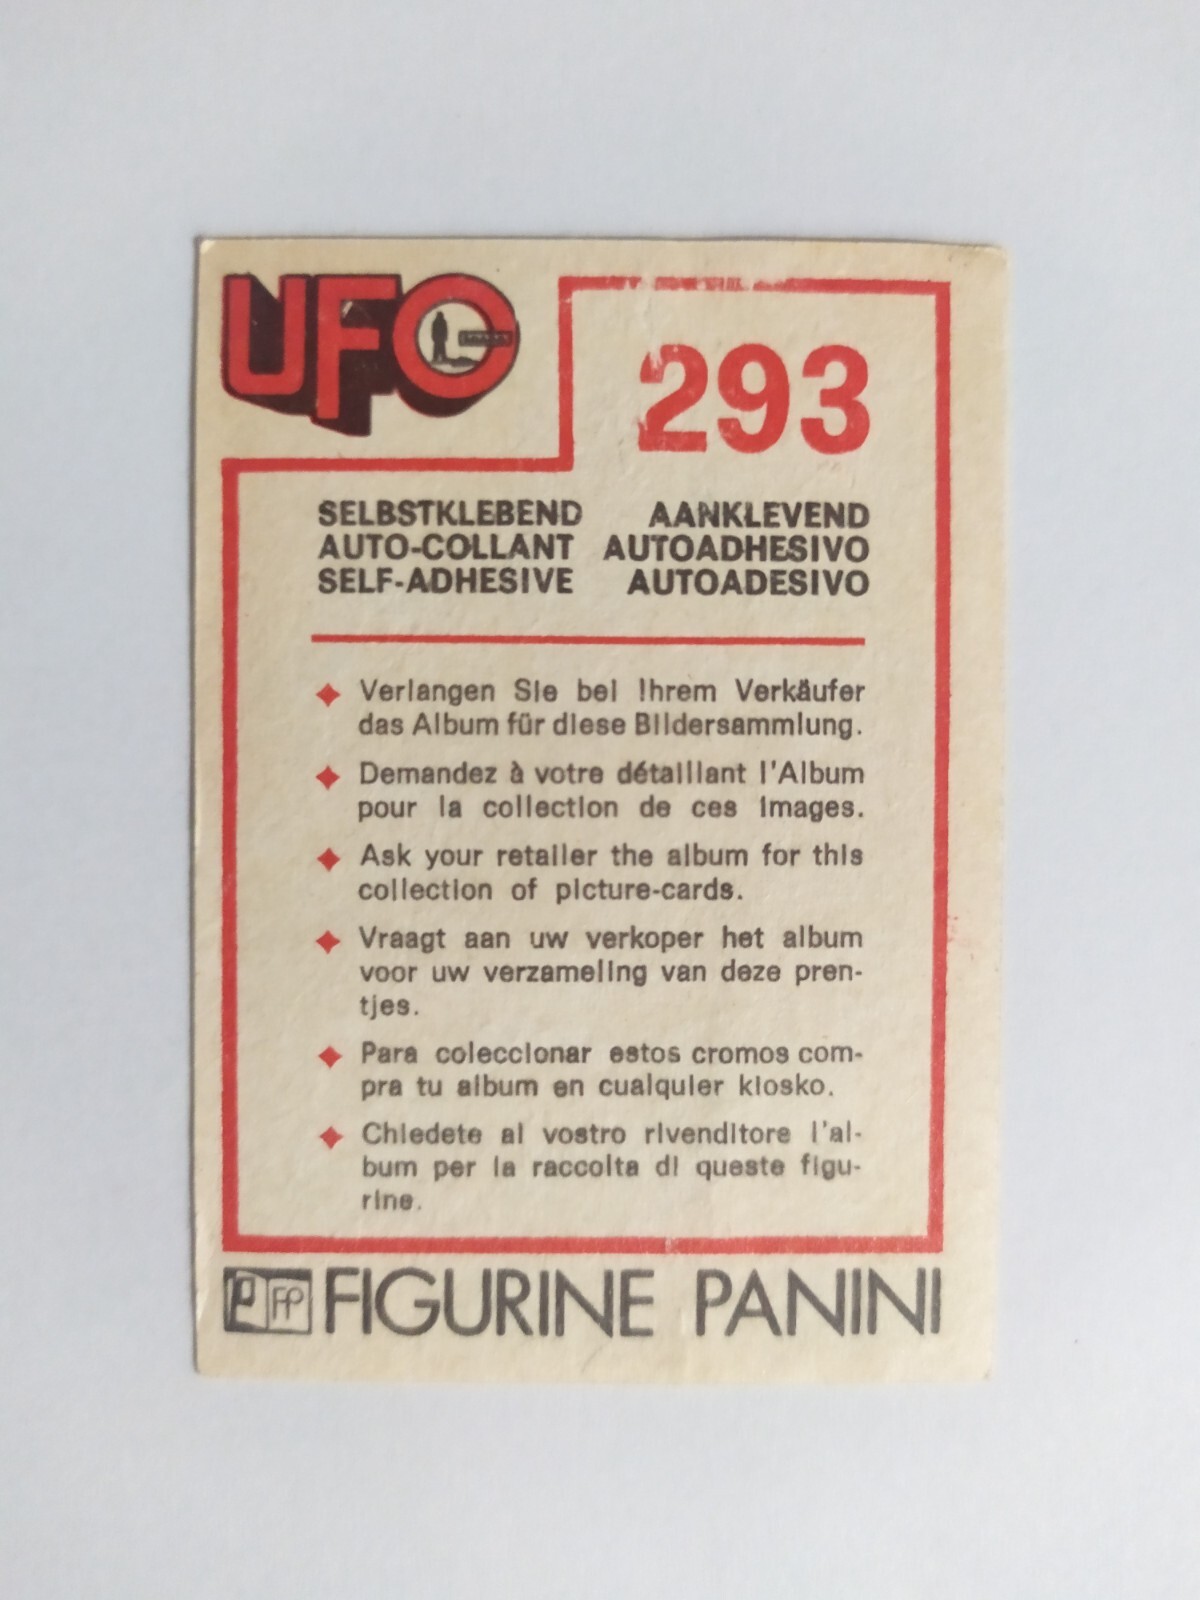 UFO
293
SELBSTKLEBEND AANKLEVEND
AUTO-COLLANT AUTOADHESIVO
SELF-ADHESIVE AUTOADESIVO
Verlangen Sie bei Ihrem Verkäufer
das Album für diese Bildersammlung.
Demandez à votre détaillant l'Album
pour la collection de ces images.
Ask your retailer the album for this
collection of picture-cards.
Vraagt aan uw verkoper het album
voor uw verzameling van deze pren-
tjes.
Para coleccionar estos cromos com-
pra tu album en cualquier kiosko.
Chiedete al vostro rivenditore l'al-
bum per la raccolta di queste figu-
rine.
FP FIGURINE PANINI